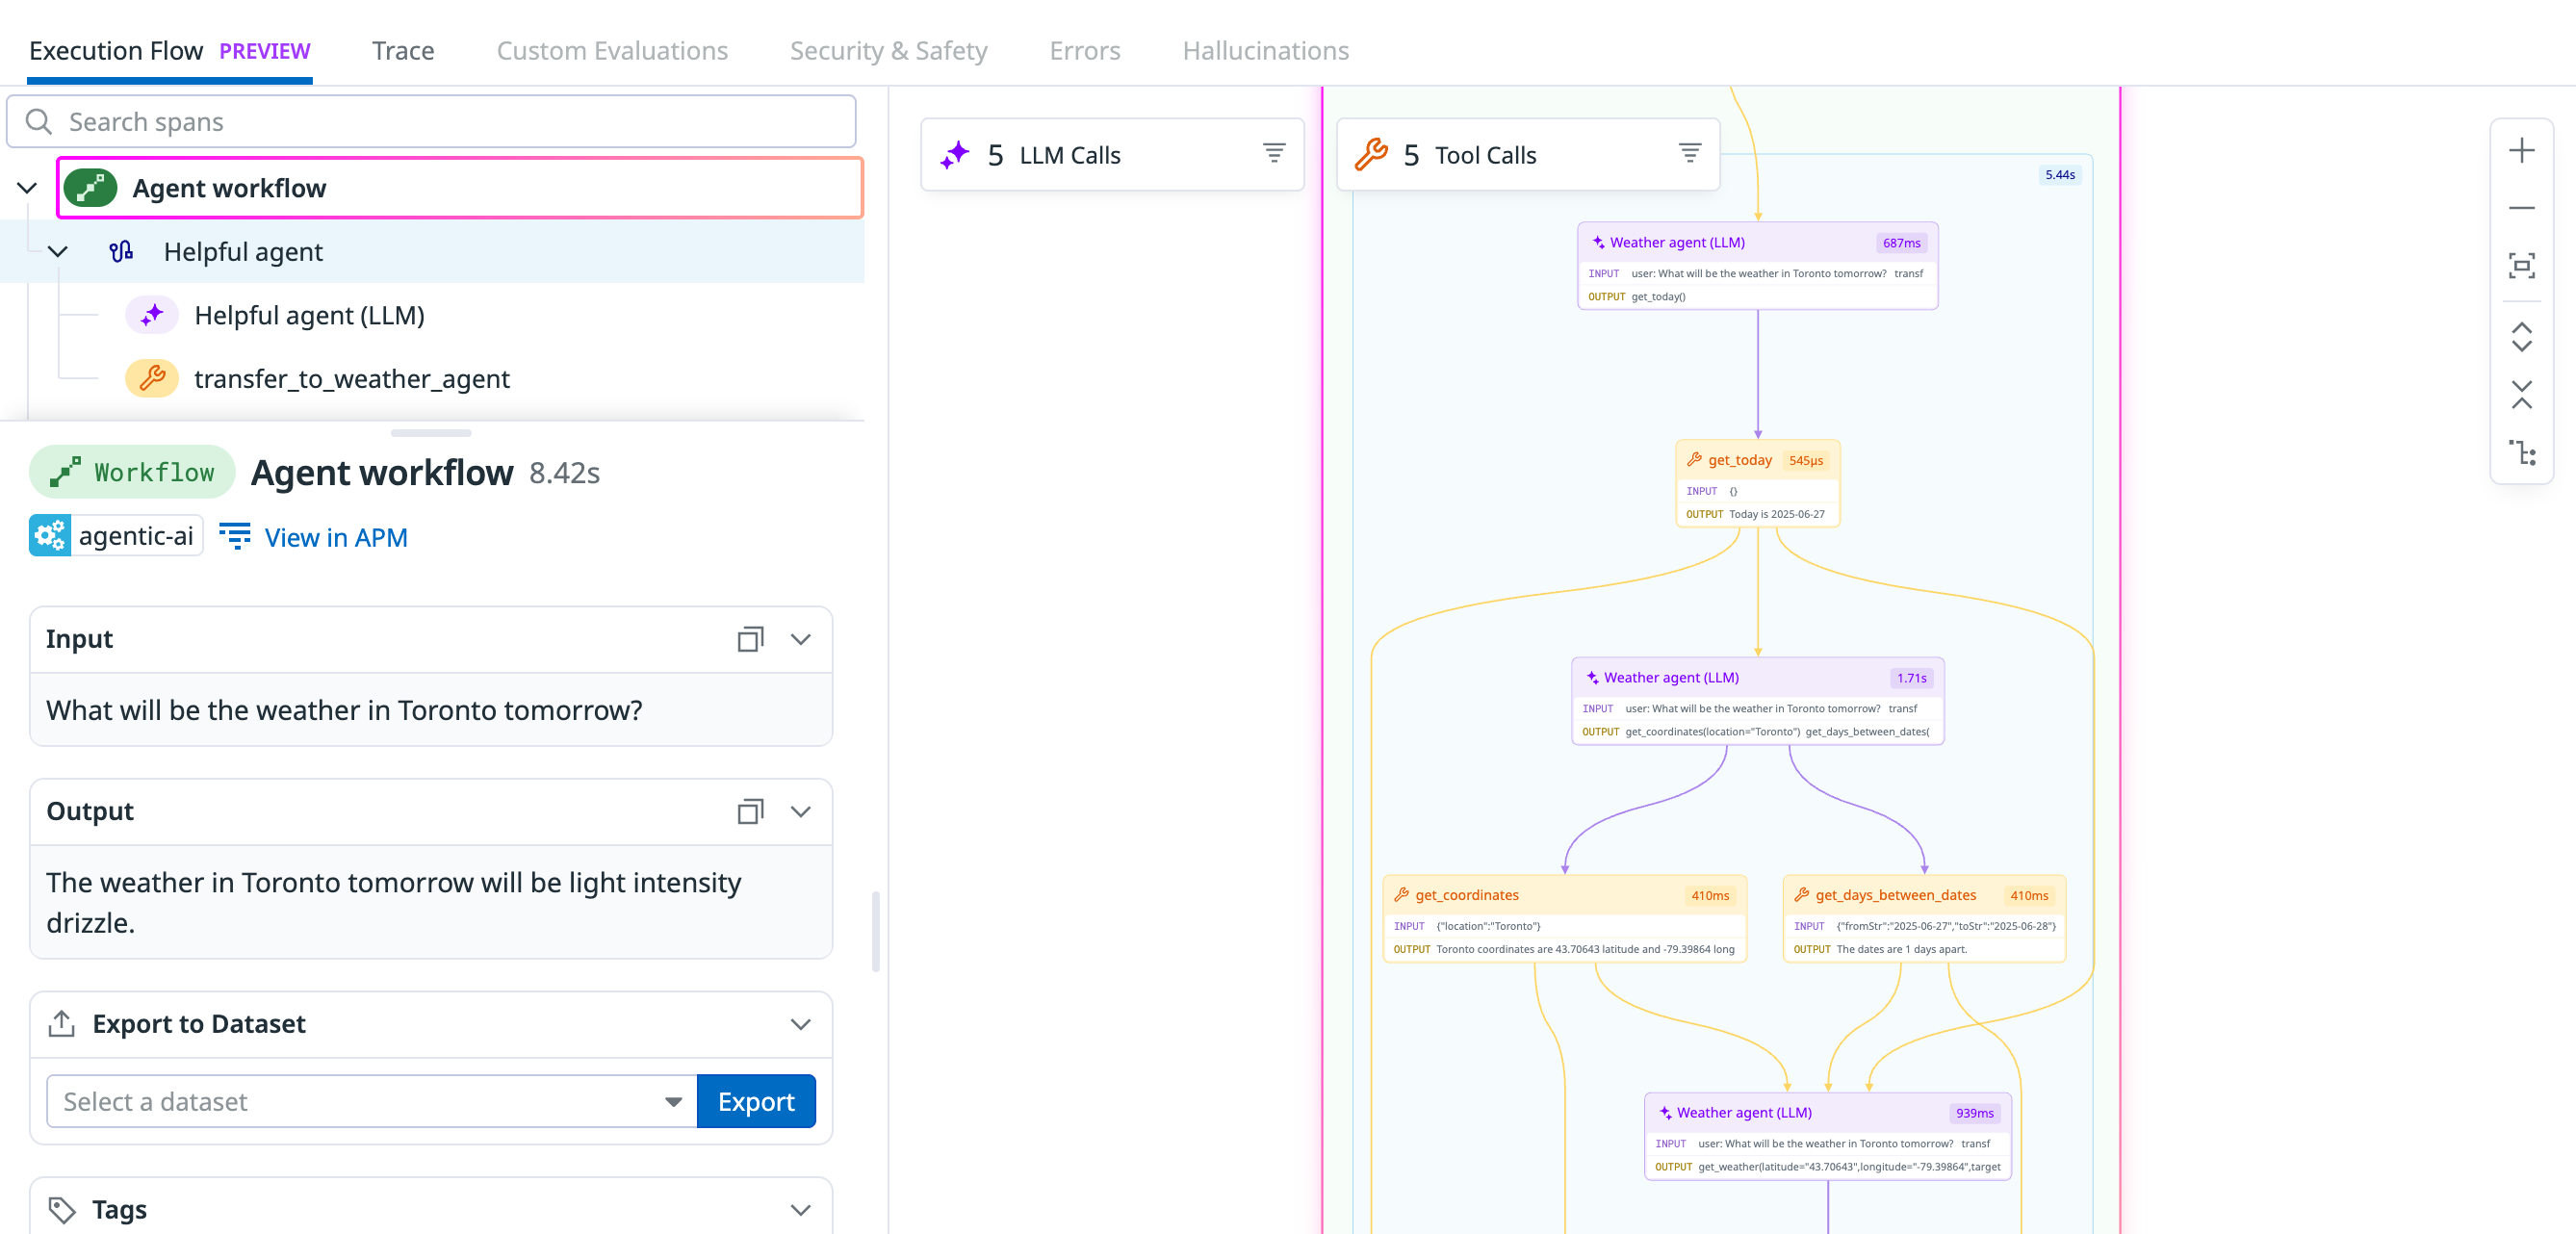 Execution Flow PREVIEW
Trace
Custom Evaluations
Security & Safety
Errors
Hallucinations
Search spans
Agent workflow
Helpful agent
Helpful agent (LLM)
transfer_to_weather_agent
Workflow Agent workflow 8.42s
agentic-ai View in APM
Input
What will be the weather in Toronto tomorrow?
Output
The weather in Toronto tomorrow will be light intensity
drizzle.
Export to Dataset
Select a dataset Export
Tags
5 LLM Calls
5 Tool Calls
5.44s
Weather agent (LLM) 687ms
INPUT user: What will be the weather in Toronto tomorrow? transf
OUTPUT get_today()
get_today 545μs
INPUT {}
OUTPUT Today is 2025-06-27
Weather agent (LLM) 1.71s
INPUT user: What will be the weather in Toronto tomorrow? transf
OUTPUT get_coordinates(location="Toronto") get_days_between_dates(
get_coordinates 410ms
INPUT {"location":"Toronto"}
OUTPUT Toronto coordinates are 43.70643 latitude and -79.39864 long
get_days_between_dates 410ms
INPUT {"fromStr":"2025-06-27","toStr":"2025-06-28"}
OUTPUT The dates are 1 days apart.
Weather agent (LLM) 939ms
INPUT user: What will be the weather in Toronto tomorrow? transf
OUTPUT get_weather(latitude="43.70643",longitude="-79.39864",target